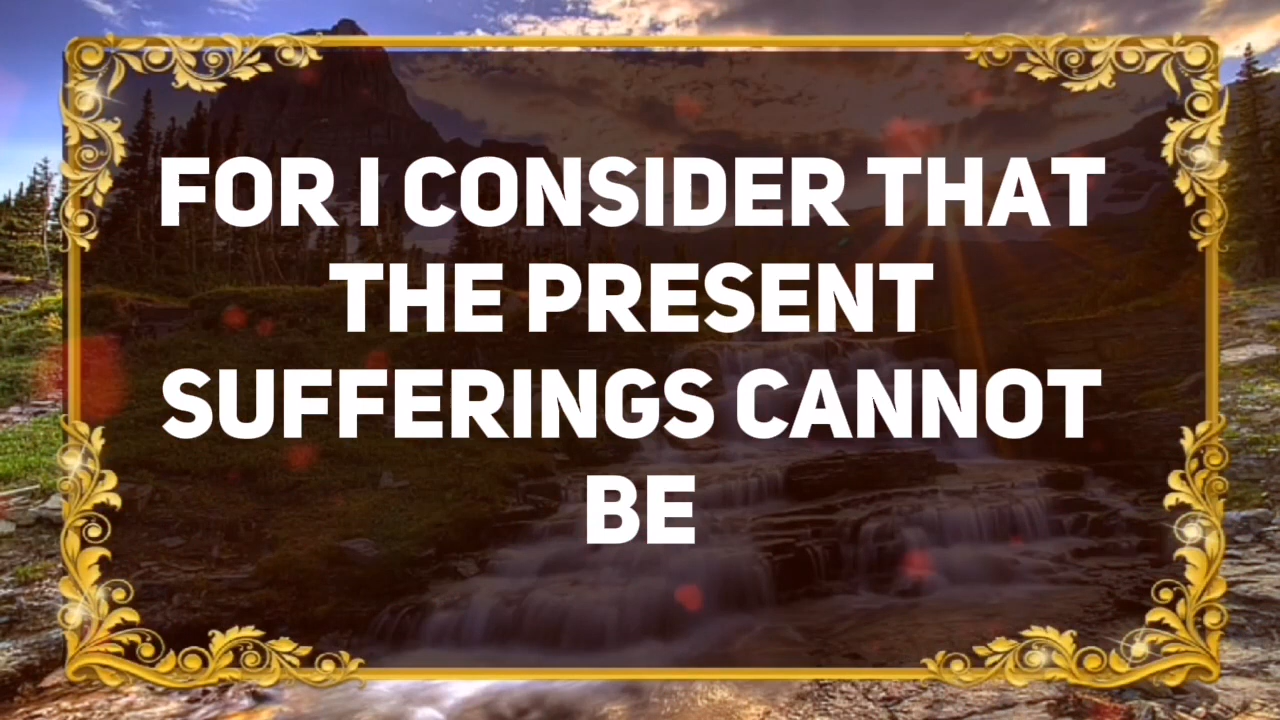 FOR I CONSIDER THAT
THE PRESENT
SUFFERINGS CANNOT
BE